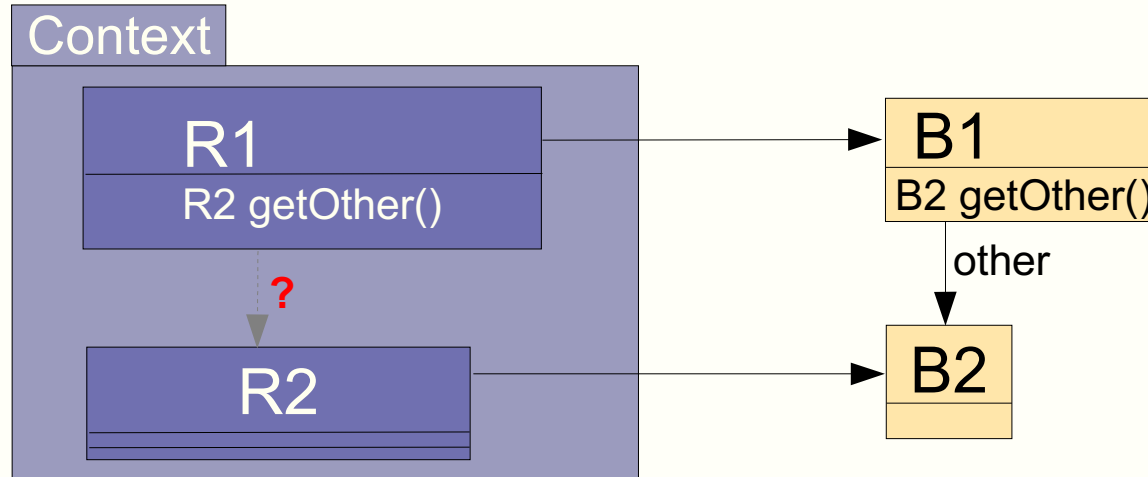 Context
R1
R2 getOther()
?
R2
B1
B2 getOther()
other
B2